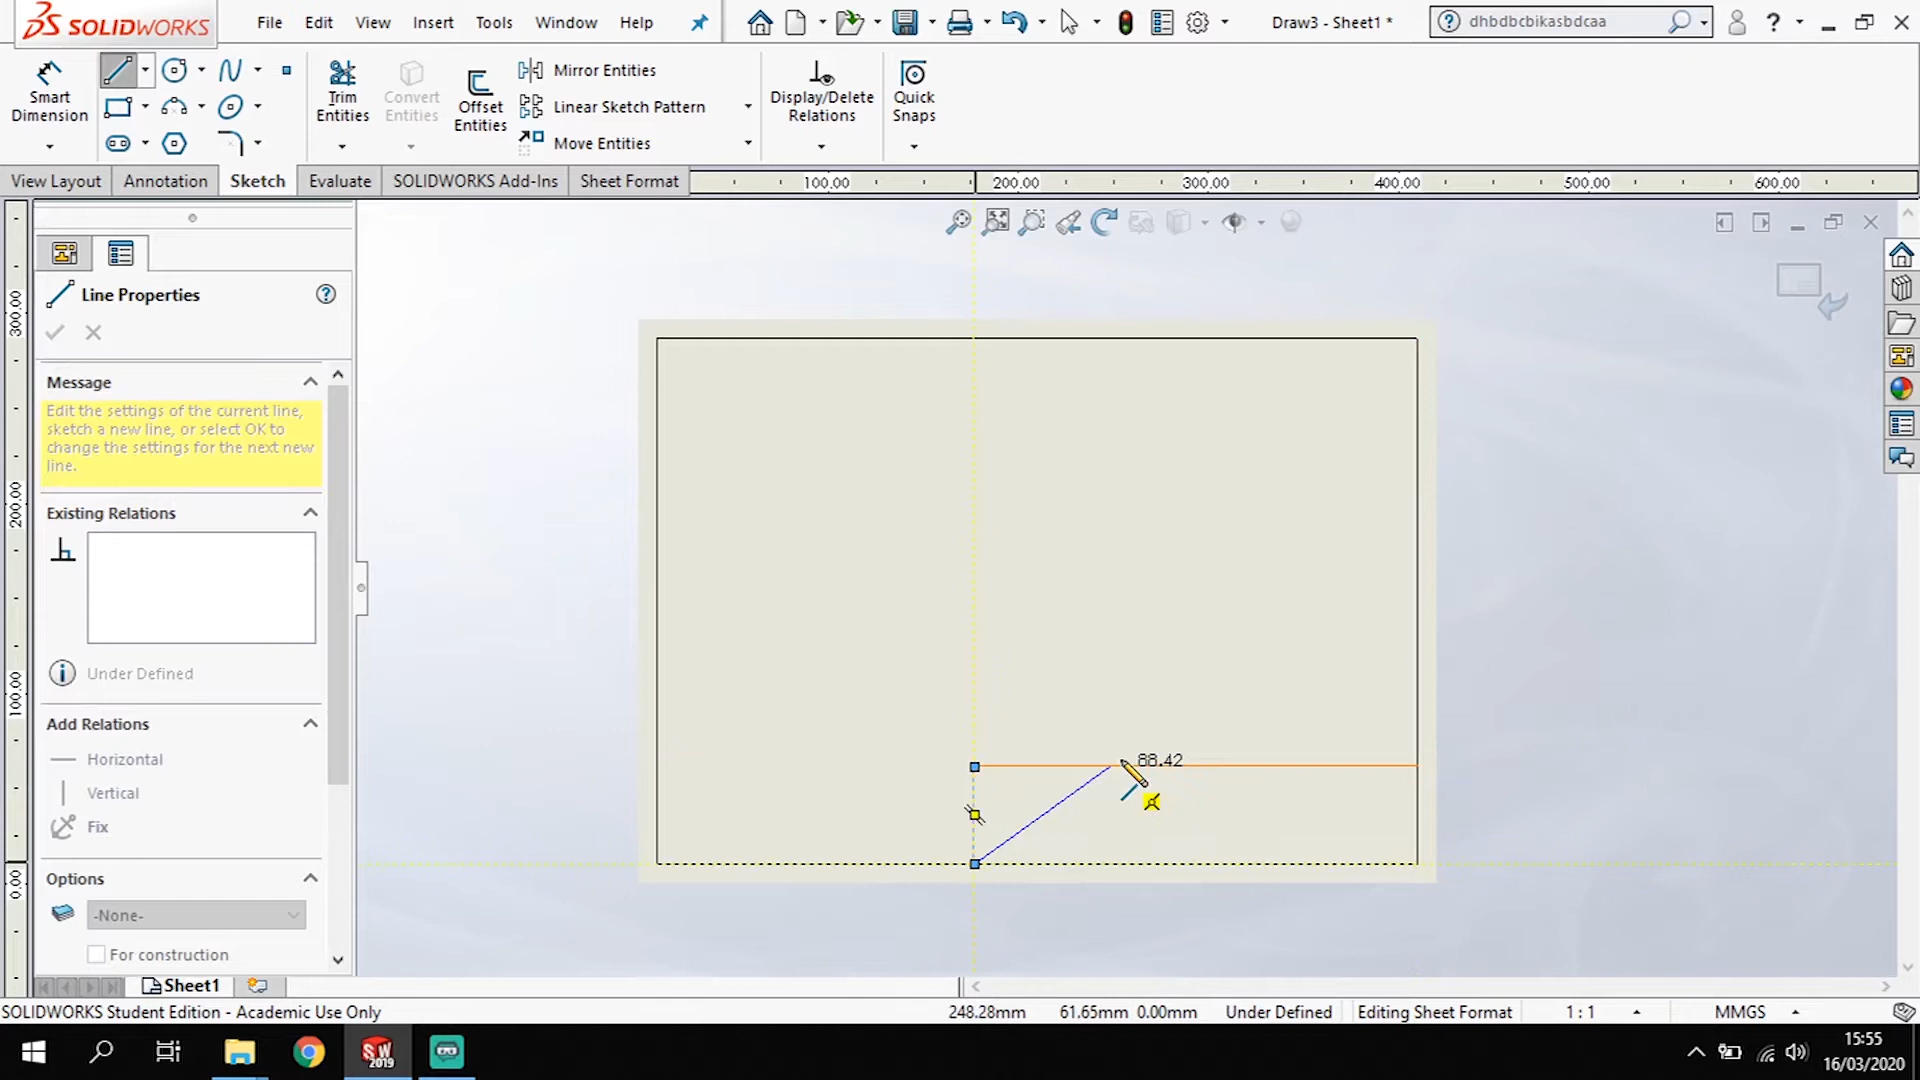 SOLIDWORKS
File Edit View Insert Tools Window Help
Draw3 - Sheet1 *
dhbdbcbikasbdcaa
Smart
Dimension
Trim
Entities
Convert
Entities
Offset
Entities
Mirror Entities
Linear Sketch Pattern
Move Entities
Display/Delete
Relations
Quick
Snaps
View Layout Annotation Sketch Evaluate SOLIDWORKS Add-Ins Sheet Format
100.00 200.00 300.00 400.00 500.00 600.00
300.00
200.00
100.00
0.00
Line Properties
Message
Edit the settings of the current line,
sketch a new line, or select OK to
change the settings for the next new
line.
Existing Relations
Under Defined
Add Relations
Horizontal
Vertical
Fix
Options
-None-
For construction
88.42
Sheet1
SOLIDWORKS Student Edition - Academic Use Only
248.28mm 61.65mm 0.00mm Under Defined Editing Sheet Format 1 : 1 MMGS
SW
2019
15:55
16/03/2020